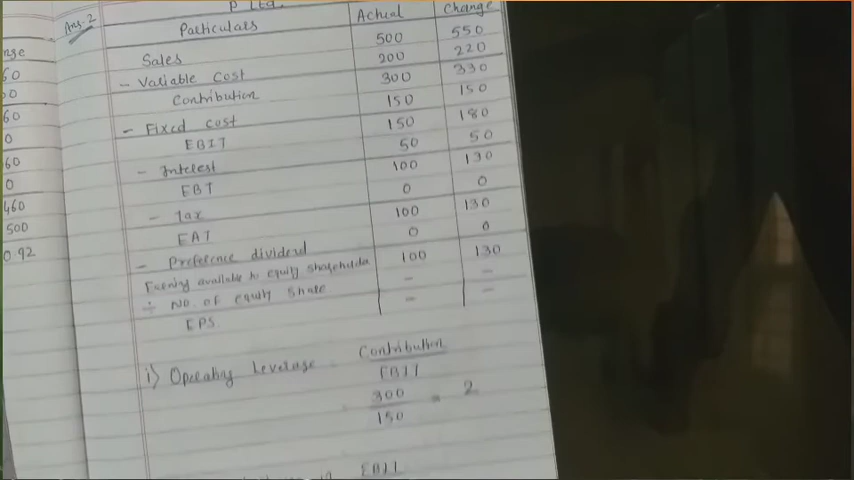 nse
60
00
60
0
60
0
460
500
0.92
Ans. 2
P Ltd.
Particulars Actual Change
Sales 500 550
- Variable Cost 200 220
Contribution 300 330
- Fixed cost 150 150
EBIT 150 180
- Interest 50 50
EBT 100 130
- Tax 0 0
EAT 100 130
- Preference dividend 0 0
Earning available to equity shareholder 100 130
÷ No. of equity share - -
EPS - -
i) Operating leverage = Contribution
EBIT
= 300 = 2
150
EBIT